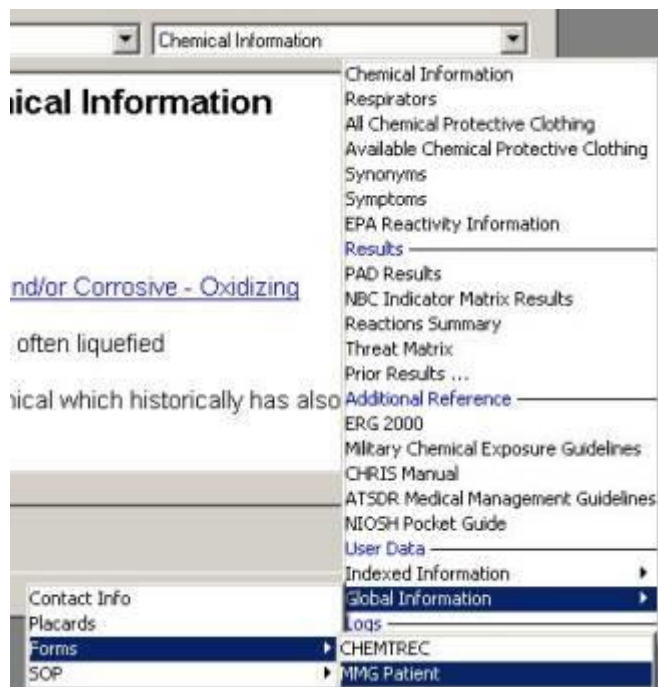 Chemical Information
ical Information
nd/or Corrosive - Oxidizing
often liquefied
ical which historically has also
Chemical Information
Respirators
All Chemical Protective Clothing
Available Chemical Protective Clothing
Synonyms
Symptoms
EPA Reactivity Information
Results
PAD Results
NBC Indicator Matrix Results
Reactions Summary
Threat Matrix
Prior Results ...
Additional Reference
ERG 2000
Military Chemical Exposure Guidelines
CHRIS Manual
ATSDR Medical Management Guidelines
NIOSH Pocket Guide
User Data
Indexed Information
Global Information
Logs
Contact Info
Placards
Forms
SOP
CHEMTREC
MMG Patient